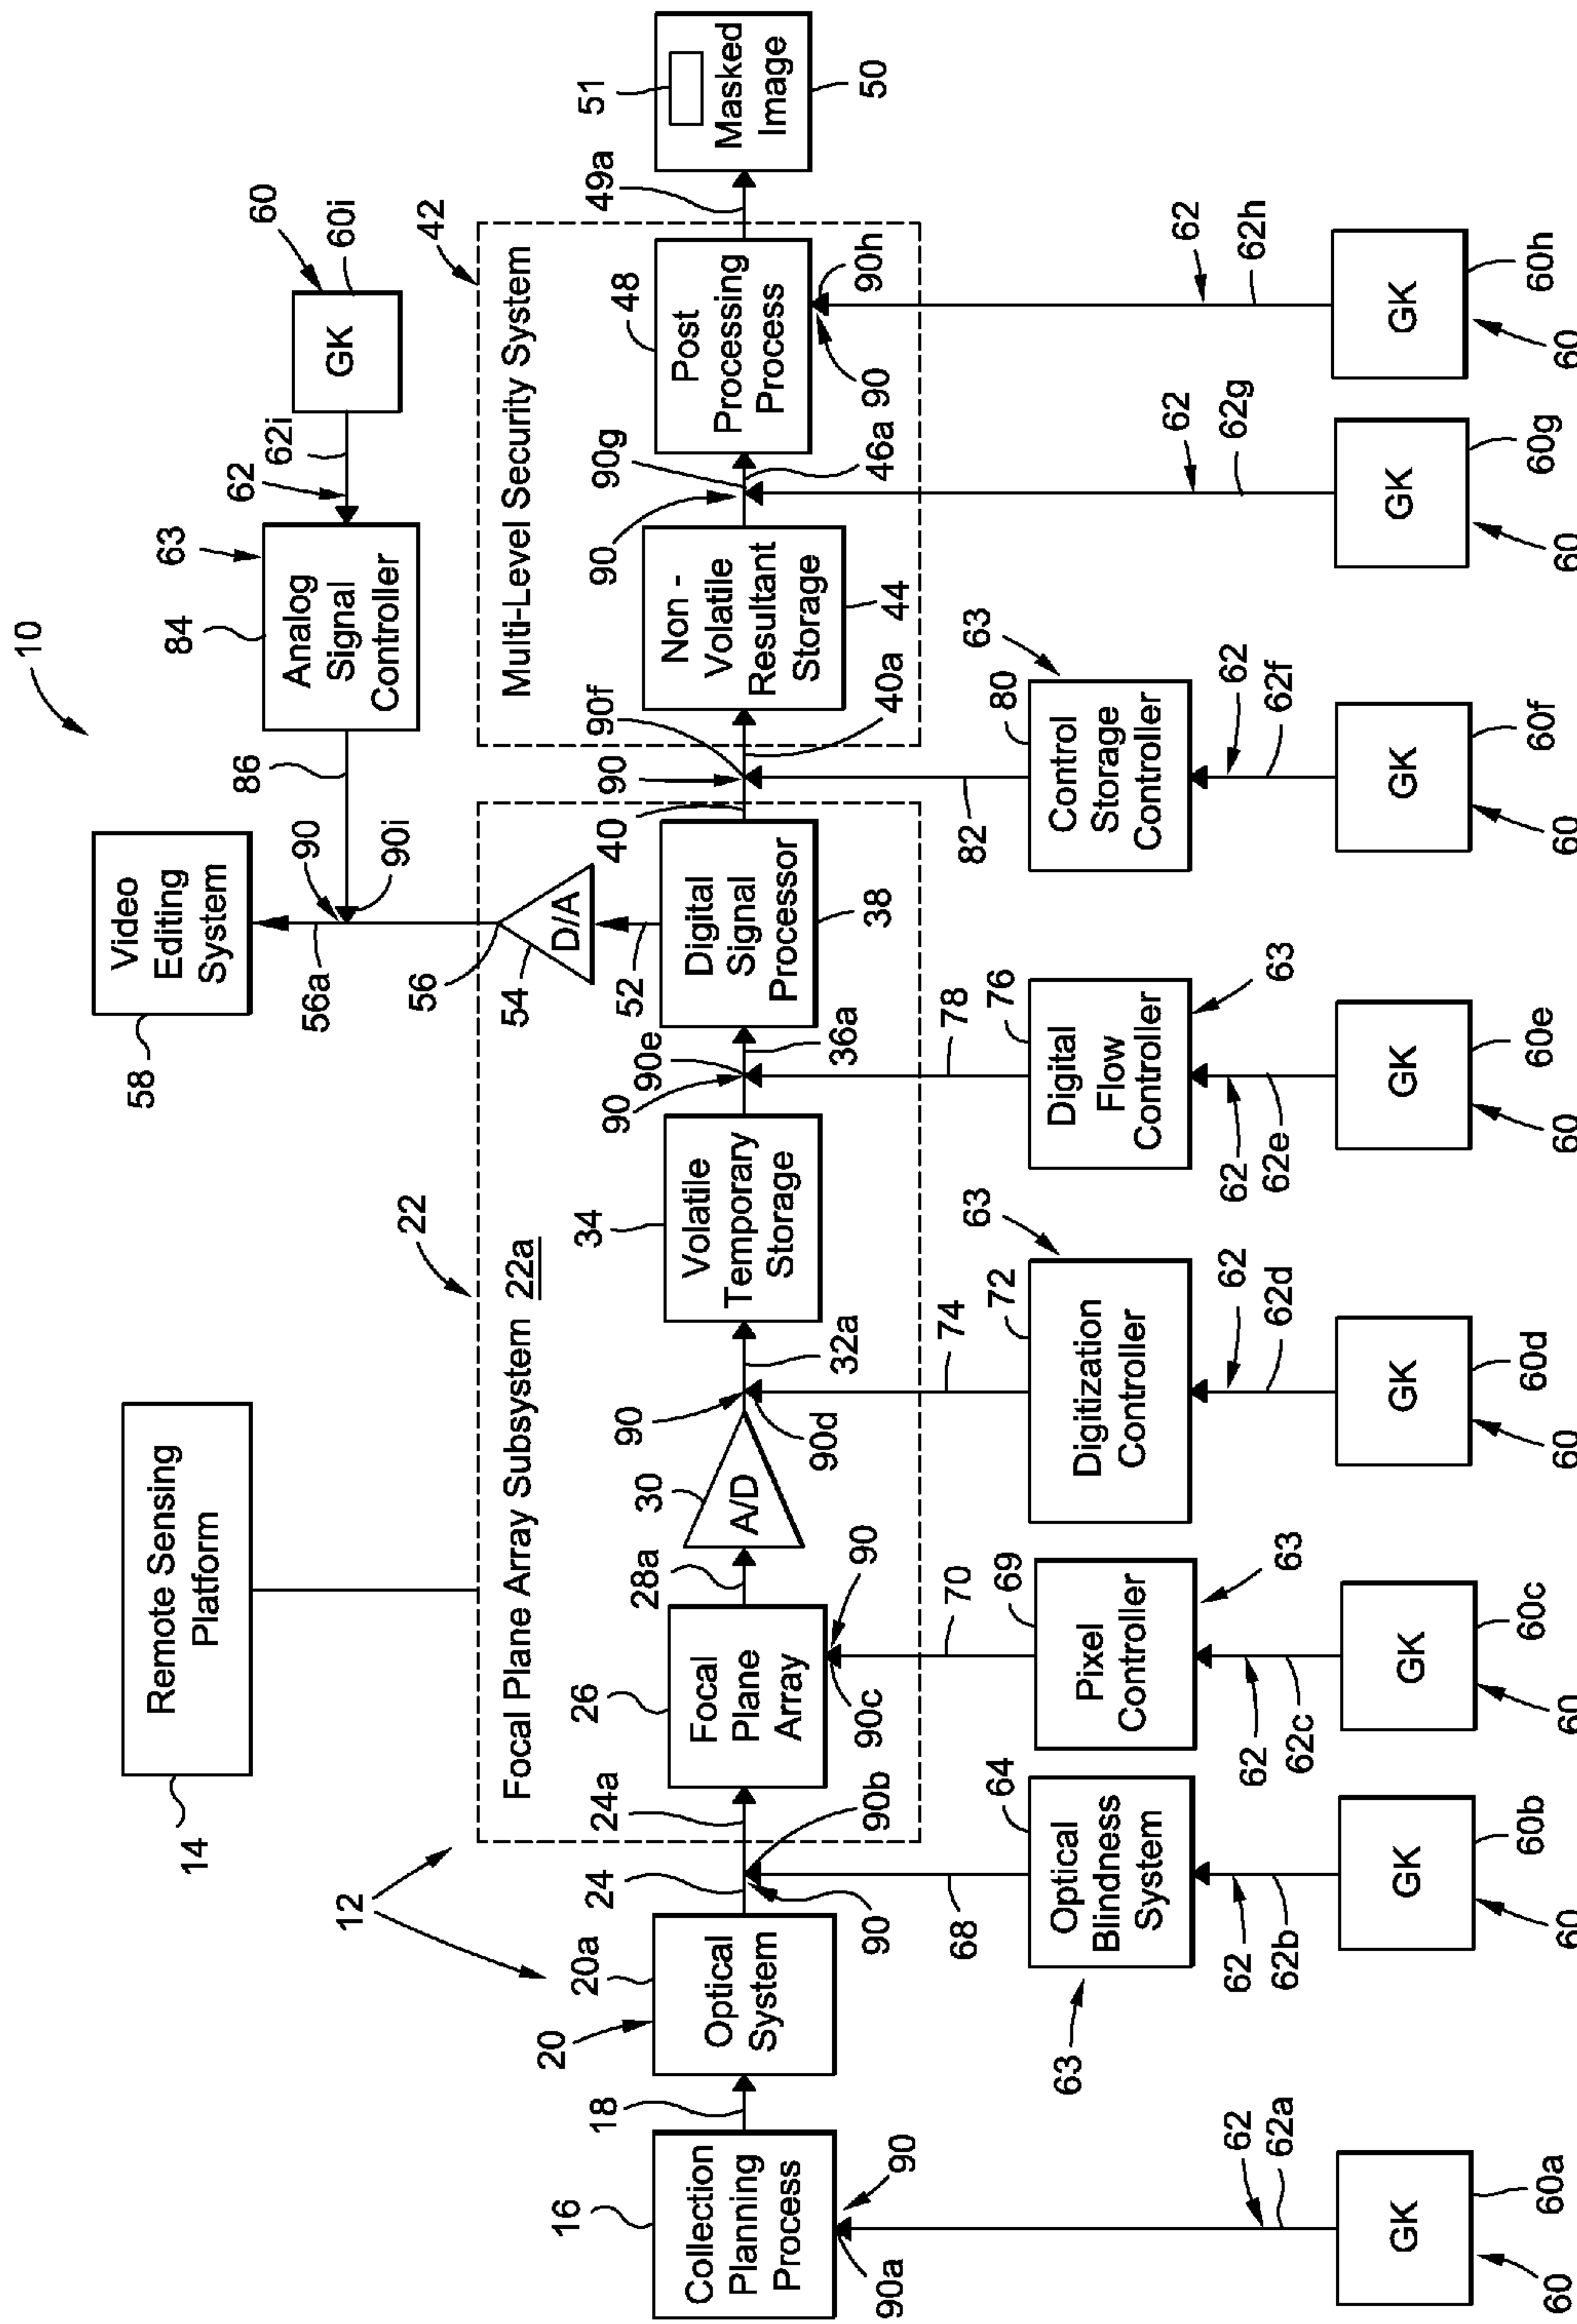 10
14
Remote Sensing
Platform
58
Video
Editing
System
56a
90
90i
86
84
Analog
Signal
Controller
63
62
62i
GK
60
60i
12
22
42
Focal Plane Array Subsystem 22a
Multi-Level Security System
56
54
D/A
52
16
Collection
Planning
Process
90a
90
18
20
20a
Optical
System
24
90
90b
24a
26
Focal
Plane
Array
90c
90
28a
30
A/D
90
90d
32a
34
Volatile
Temporary
Storage
90
90e
36a
Digital
Signal
Processor
38
40
90
90f
40a
Non -
Volatile
Resultant
Storage
44
90
90g
46a
48
Post
Processing
Process
90
90h
49a
51
Masked
Image
50
68
70
74
78
82
63
64
Optical
Blindness
System
69
Pixel
Controller
63
72
Digitization
Controller
63
76
Digital
Flow
Controller
63
80
Control
Storage
Controller
63
62
62a
62
62b
62
62c
62
62d
62
62e
62
62f
62
62g
62
62h
GK
60
60a
GK
60
60b
GK
60
60c
GK
60
60d
GK
60
60e
GK
60
60f
GK
60
60g
GK
60
60h